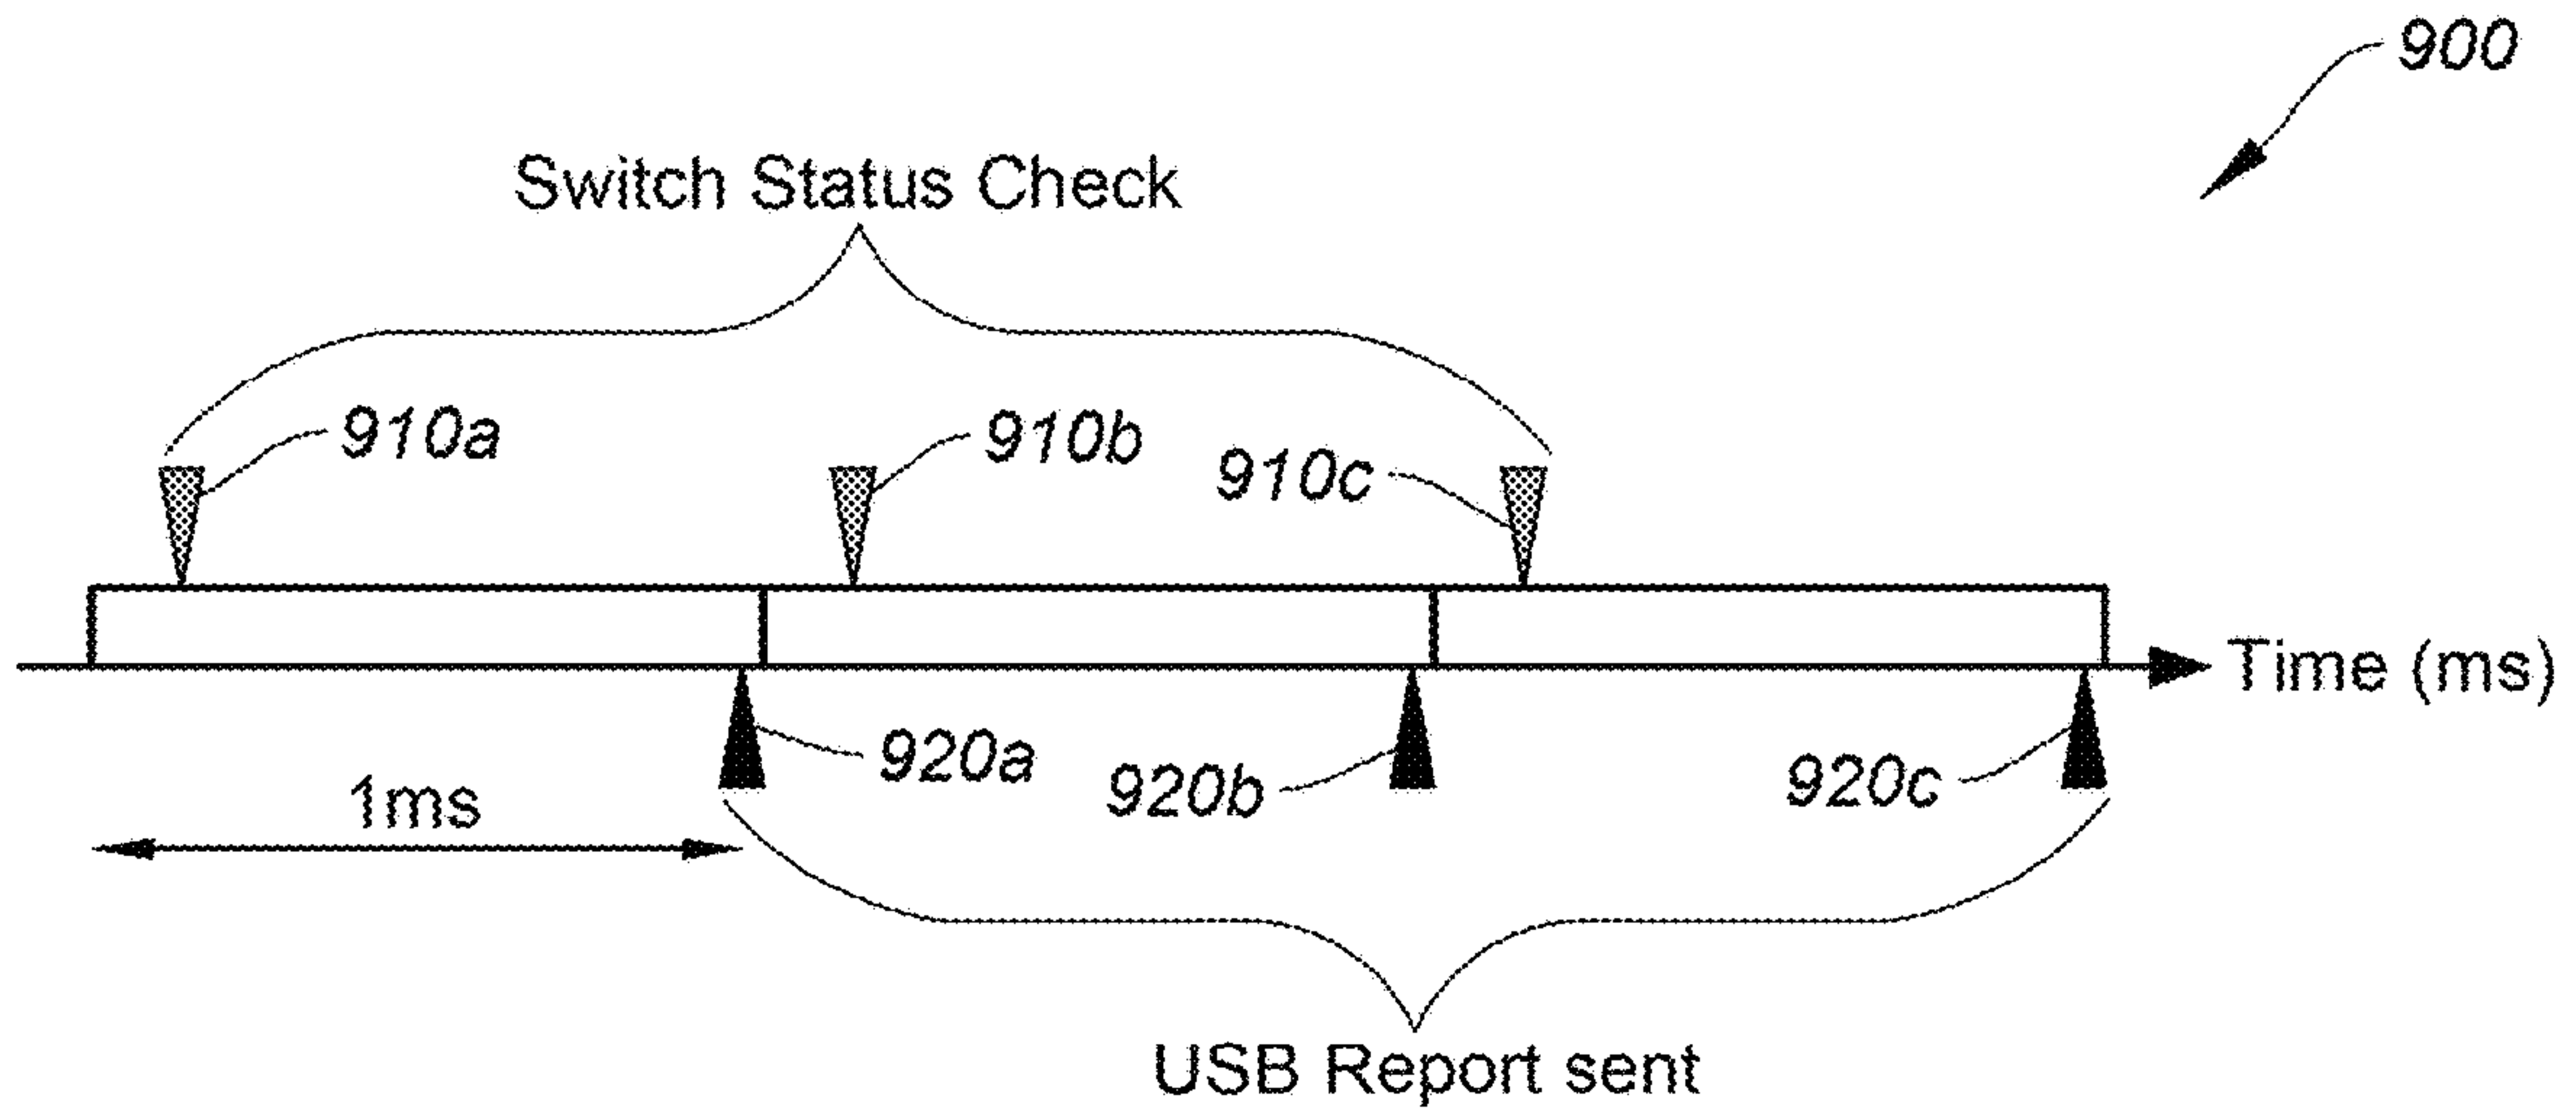 900
Switch Status Check
910a
910b
910c
Time (ms)
920a
920b
920c
1ms
USB Report sent